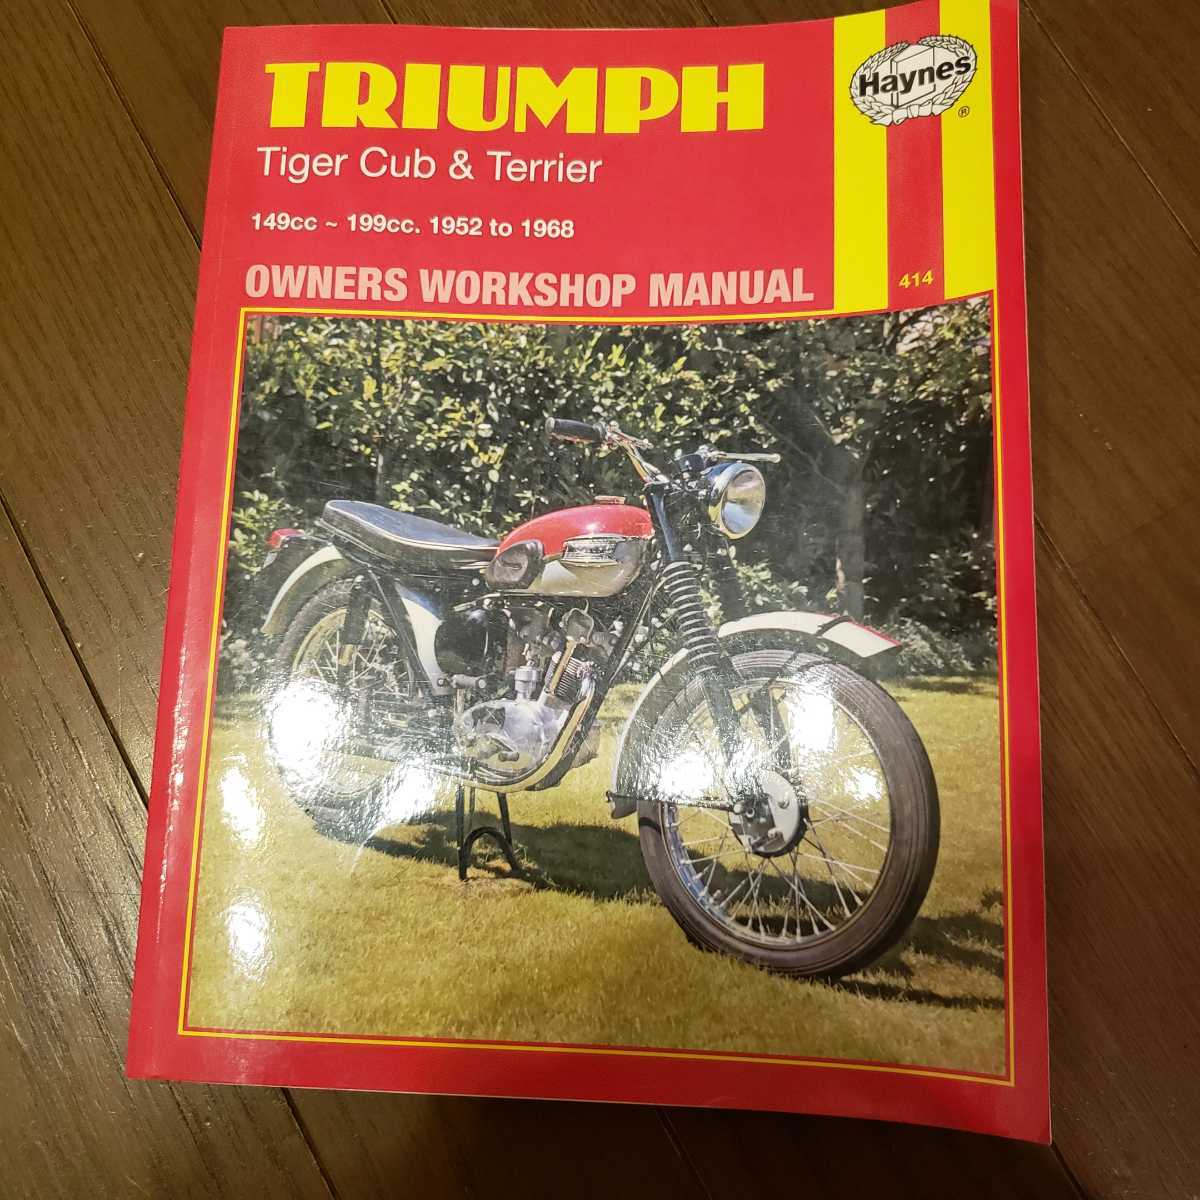 TRIUMPH
Haynes
®
Tiger Cub & Terrier
149cc ~ 199cc. 1952 to 1968
OWNERS WORKSHOP MANUAL
414